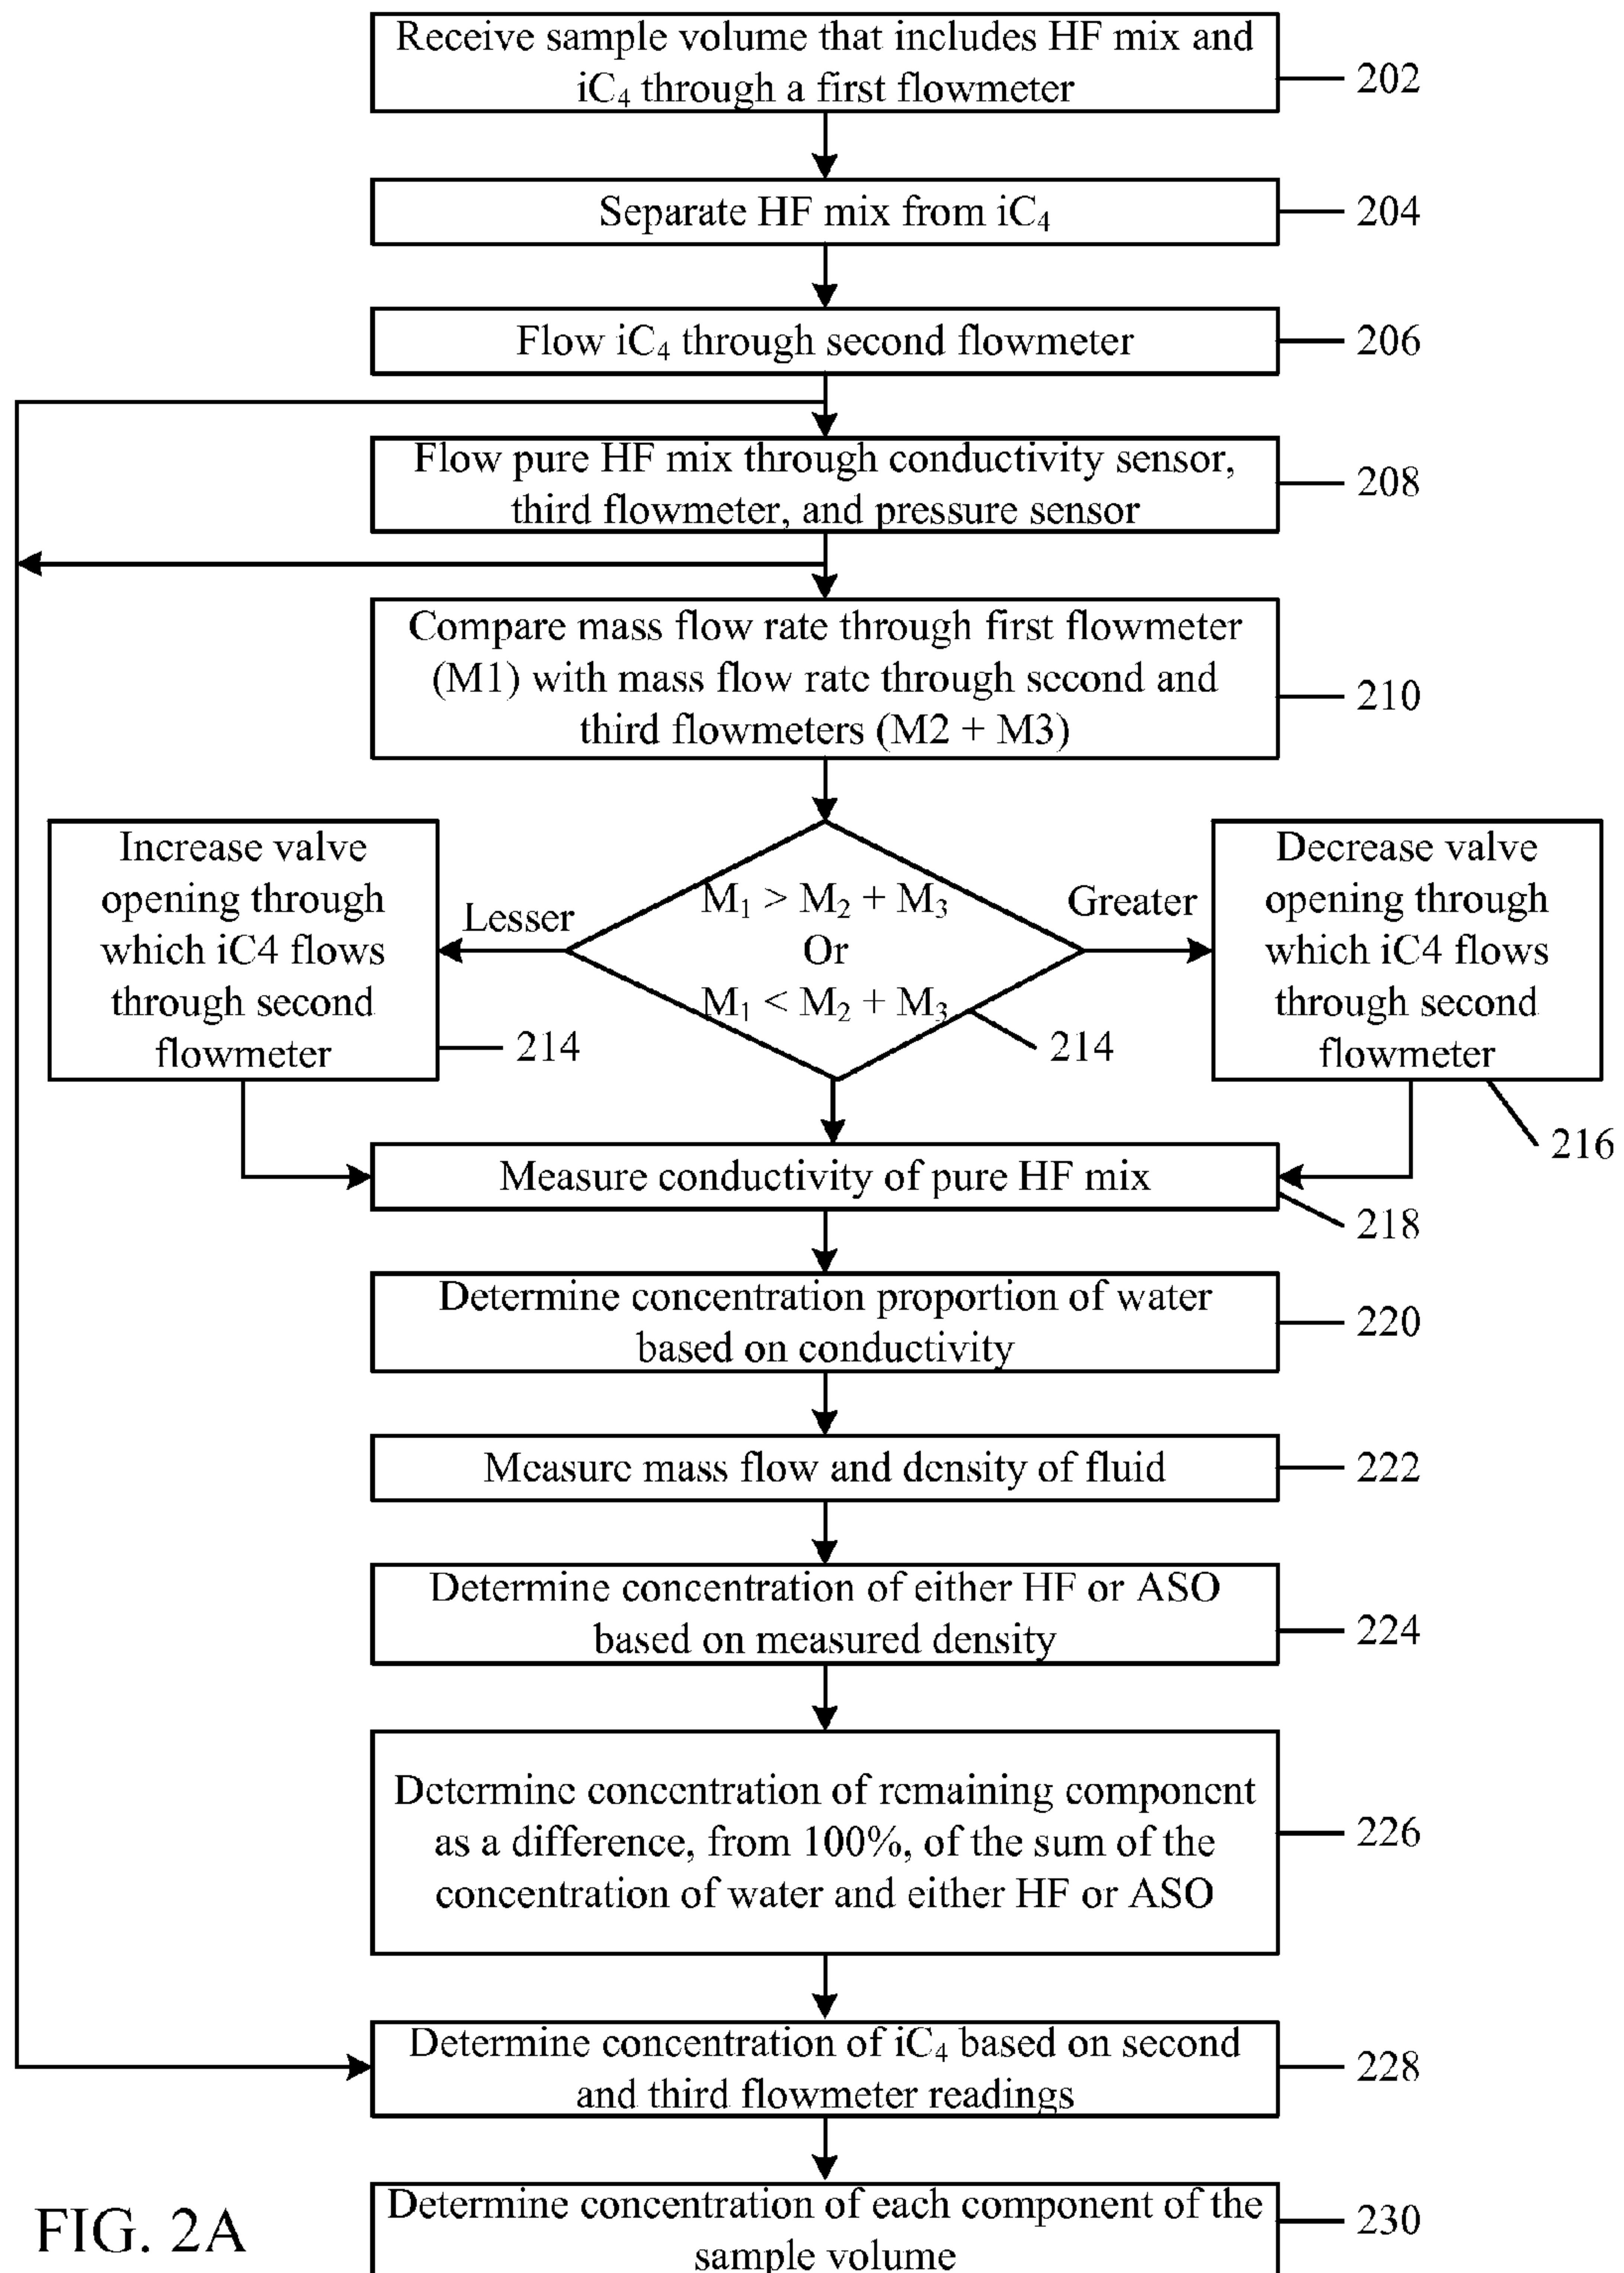 Receive sample volume that includes HF mix and
iC₄ through a first flowmeter
202
Separate HF mix from iC₄
204
Flow iC₄ through second flowmeter
206
Flow pure HF mix through conductivity sensor,
third flowmeter, and pressure sensor
208
Compare mass flow rate through first flowmeter
(M1) with mass flow rate through second and
third flowmeters (M2 + M3)
210
Increase valve
opening through
which iC4 flows
through second
flowmeter
214
Lesser
M₁ > M₂ + M₃
Or
M₁ < M₂ + M₃
214
Greater
Decrease valve
opening through
which iC4 flows
through second
flowmeter
216
Measure conductivity of pure HF mix
218
Determine concentration proportion of water
based on conductivity
220
Measure mass flow and density of fluid
222
Determine concentration of either HF or ASO
based on measured density
224
Determine concentration of remaining component
as a difference, from 100%, of the sum of the
concentration of water and either HF or ASO
226
Determine concentration of iC₄ based on second
and third flowmeter readings
228
Determine concentration of each component of the
sample volume
230
FIG. 2A